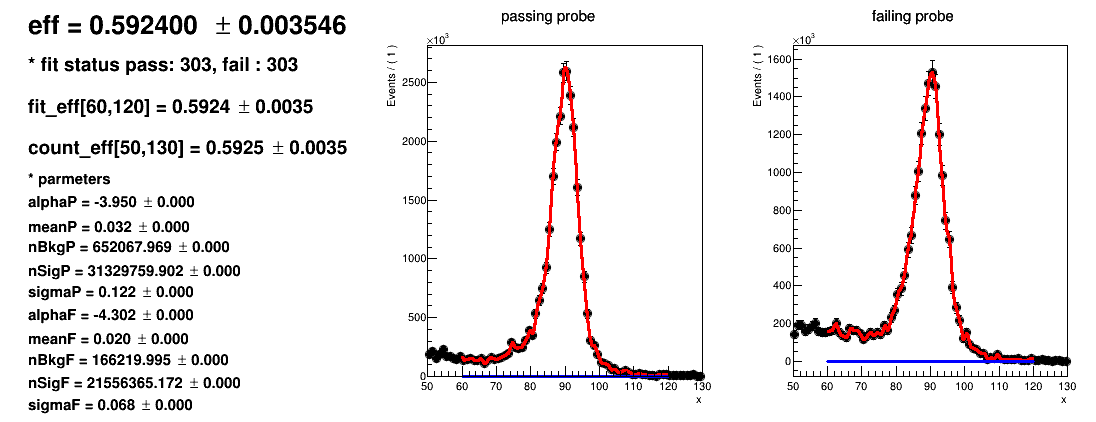 eff = 0.592400 ± 0.003546
* fit status pass: 303, fail : 303
fit_eff[60,120] = 0.5924 ± 0.0035
count_eff[50,130] = 0.5925 ± 0.0035
* parmeters
alphaP = -3.950 ± 0.000
meanP = 0.032 ± 0.000
nBkgP = 652067.969 ± 0.000
nSigP = 31329759.902 ± 0.000
sigmaP = 0.122 ± 0.000
alphaF = -4.302 ± 0.000
meanF = 0.020 ± 0.000
nBkgF = 166219.995 ± 0.000
nSigF = 21556365.172 ± 0.000
sigmaF = 0.068 ± 0.000
passing probe
×10³
Events / ( 1 )
2500
2000
1500
1000
500
0
50 60 70 80 90 100 110 120 130
x
failing probe
×10³
Events / ( 1 )
1600
1400
1200
1000
800
600
400
200
0
50 60 70 80 90 100 110 120 130
x